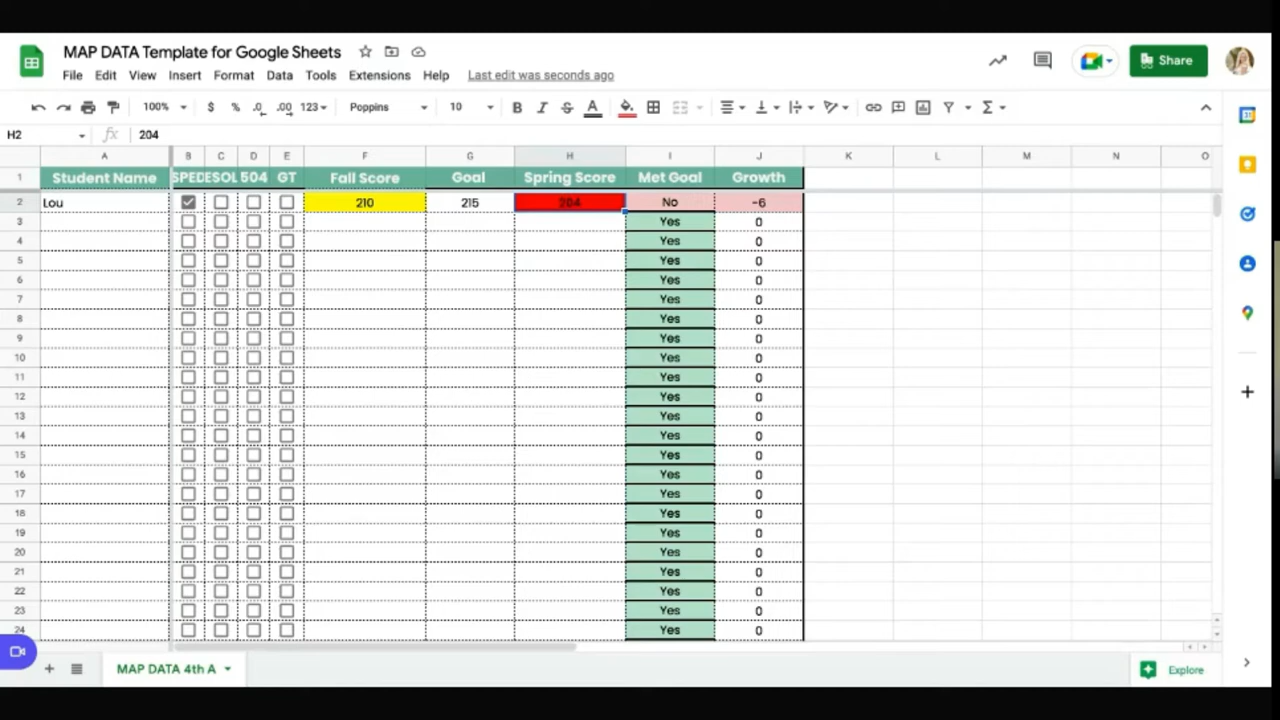 MAP DATA Template for Google Sheets
File Edit View Insert Format Data Tools Extensions Help Last edit was seconds ago
Share
100% $ % .0 .00 123 Poppins 10 B I S A
H2 fx 204
A B C D E F G H I J K L M N O
1 Student Name SPED ESOL 504 GT Fall Score Goal Spring Score Met Goal Growth
2 Lou 210 215 204 No -6
3 Yes 0
4 Yes 0
5 Yes 0
6 Yes 0
7 Yes 0
8 Yes 0
9 Yes 0
10 Yes 0
11 Yes 0
12 Yes 0
13 Yes 0
14 Yes 0
15 Yes 0
16 Yes 0
17 Yes 0
18 Yes 0
19 Yes 0
20 Yes 0
21 Yes 0
22 Yes 0
23 Yes 0
24 Yes 0
MAP DATA 4th A
Explore